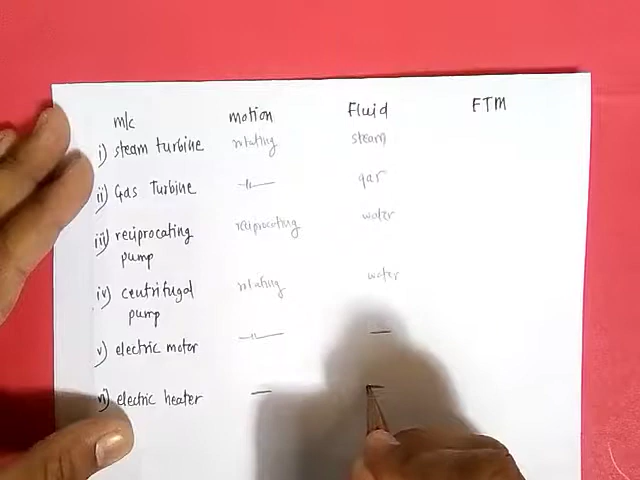 m/c motion Fluid FTM
i) steam turbine rotating steam
ii) Gas Turbine —〃— gas
iii) reciprocating reciprocating water
pump
iv) centrifugal rotating water
pump
v) electric motor —〃— —
vi) electric heater — —